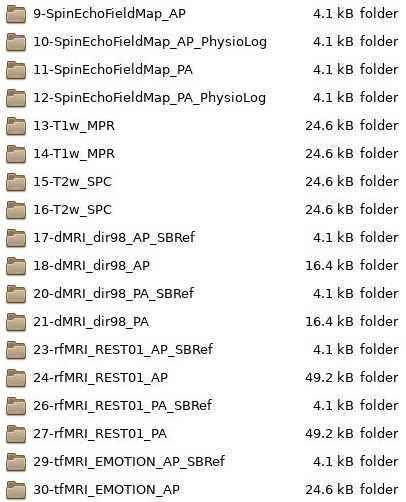 9-SpinEchoFieldMap_AP 4.1 kB folder
10-SpinEchoFieldMap_AP_PhysioLog 4.1 kB folder
11-SpinEchoFieldMap_PA 4.1 kB folder
12-SpinEchoFieldMap_PA_PhysioLog 4.1 kB folder
13-T1w_MPR 24.6 kB folder
14-T1w_MPR 24.6 kB folder
15-T2w_SPC 24.6 kB folder
16-T2w_SPC 24.6 kB folder
17-dMRI_dir98_AP_SBRef 4.1 kB folder
18-dMRI_dir98_AP 16.4 kB folder
20-dMRI_dir98_PA_SBRef 4.1 kB folder
21-dMRI_dir98_PA 16.4 kB folder
23-rfMRI_REST01_AP_SBRef 4.1 kB folder
24-rfMRI_REST01_AP 49.2 kB folder
26-rfMRI_REST01_PA_SBRef 4.1 kB folder
27-rfMRI_REST01_PA 49.2 kB folder
29-tfMRI_EMOTION_AP_SBRef 4.1 kB folder
30-tfMRI_EMOTION_AP 24.6 kB folder